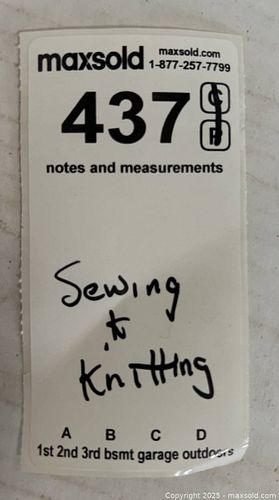 maxsold maxsold.com
1-877-257-7799
437 C
P
notes and measurements
Sewing
&
Knitting
A B C D
1st 2nd 3rd bsmt garage outdoors
Copyright © 2025 - maxsold.com